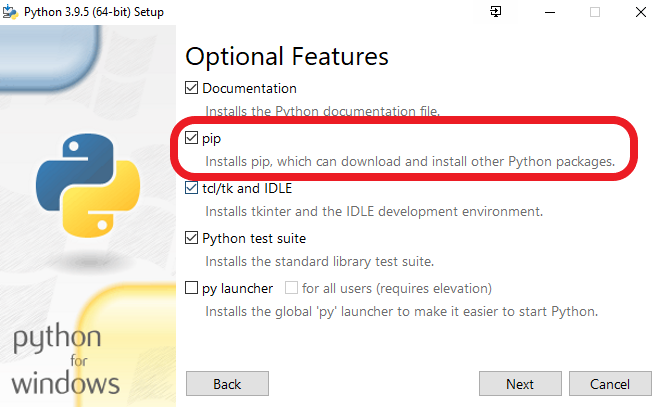 Python 3.9.5 (64-bit) Setup
Optional Features
Documentation
Installs the Python documentation file.
pip
Installs pip, which can download and install other Python packages.
tcl/tk and IDLE
Installs tkinter and the IDLE development environment.
Python test suite
Installs the standard library test suite.
py launcher for all users (requires elevation)
Installs the global 'py' launcher to make it easier to start Python.
python
for
windows
Back Next Cancel